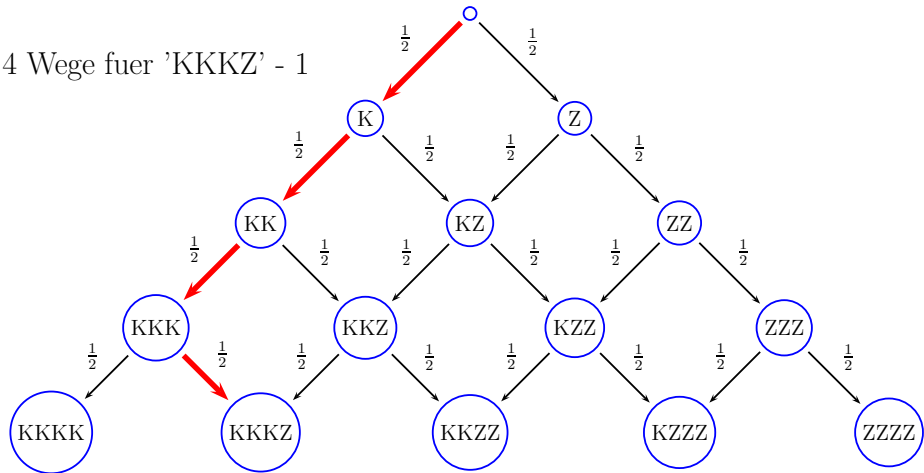 1/2 1/2
4 Wege fuer 'KKKZ' - 1
K Z
1/2 1/2 1/2 1/2
KK KZ ZZ
1/2 1/2 1/2 1/2 1/2 1/2
KKK KKZ KZZ ZZZ
1/2 1/2 1/2 1/2 1/2 1/2 1/2 1/2
KKKK KKKZ KKZZ KZZZ ZZZZ